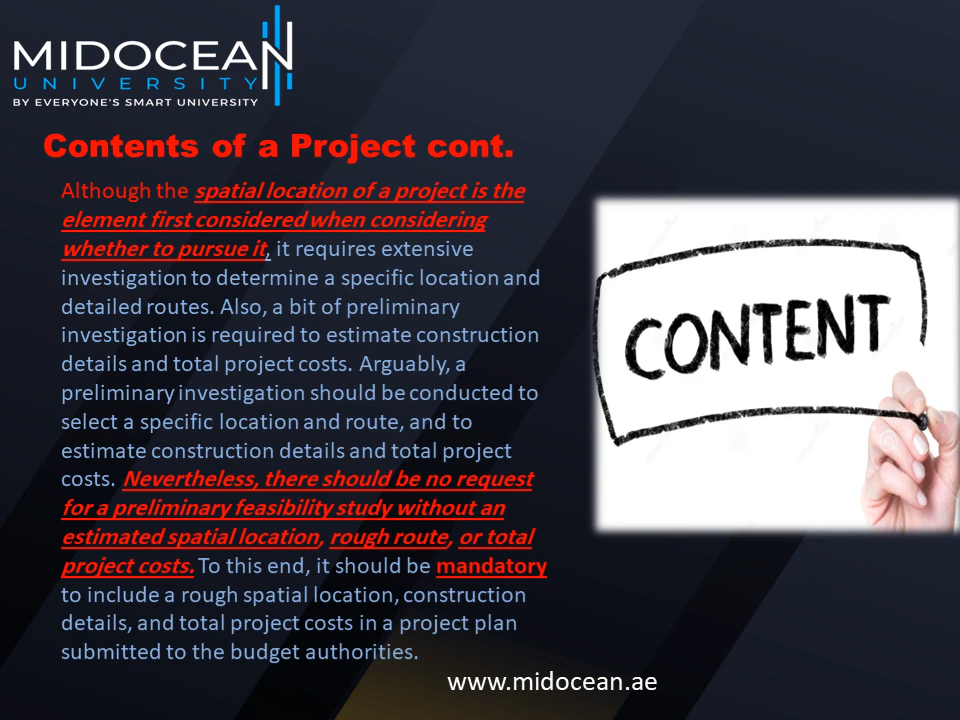 MIDOCEAN
UNIVERSITY
BY EVERYONE'S SMART UNIVERSITY
Contents of a Project cont.
Although the spatial location of a project is the
element first considered when considering
whether to pursue it, it requires extensive
investigation to determine a specific location and
detailed routes. Also, a bit of preliminary
investigation is required to estimate construction
details and total project costs. Arguably, a
preliminary investigation should be conducted to
select a specific location and route, and to
estimate construction details and total project
costs. Nevertheless, there should be no request
for a preliminary feasibility study without an
estimated spatial location, rough route, or total
project costs. To this end, it should be mandatory
to include a rough spatial location, construction
details, and total project costs in a project plan
submitted to the budget authorities.
CONTENT
www.midocean.ae